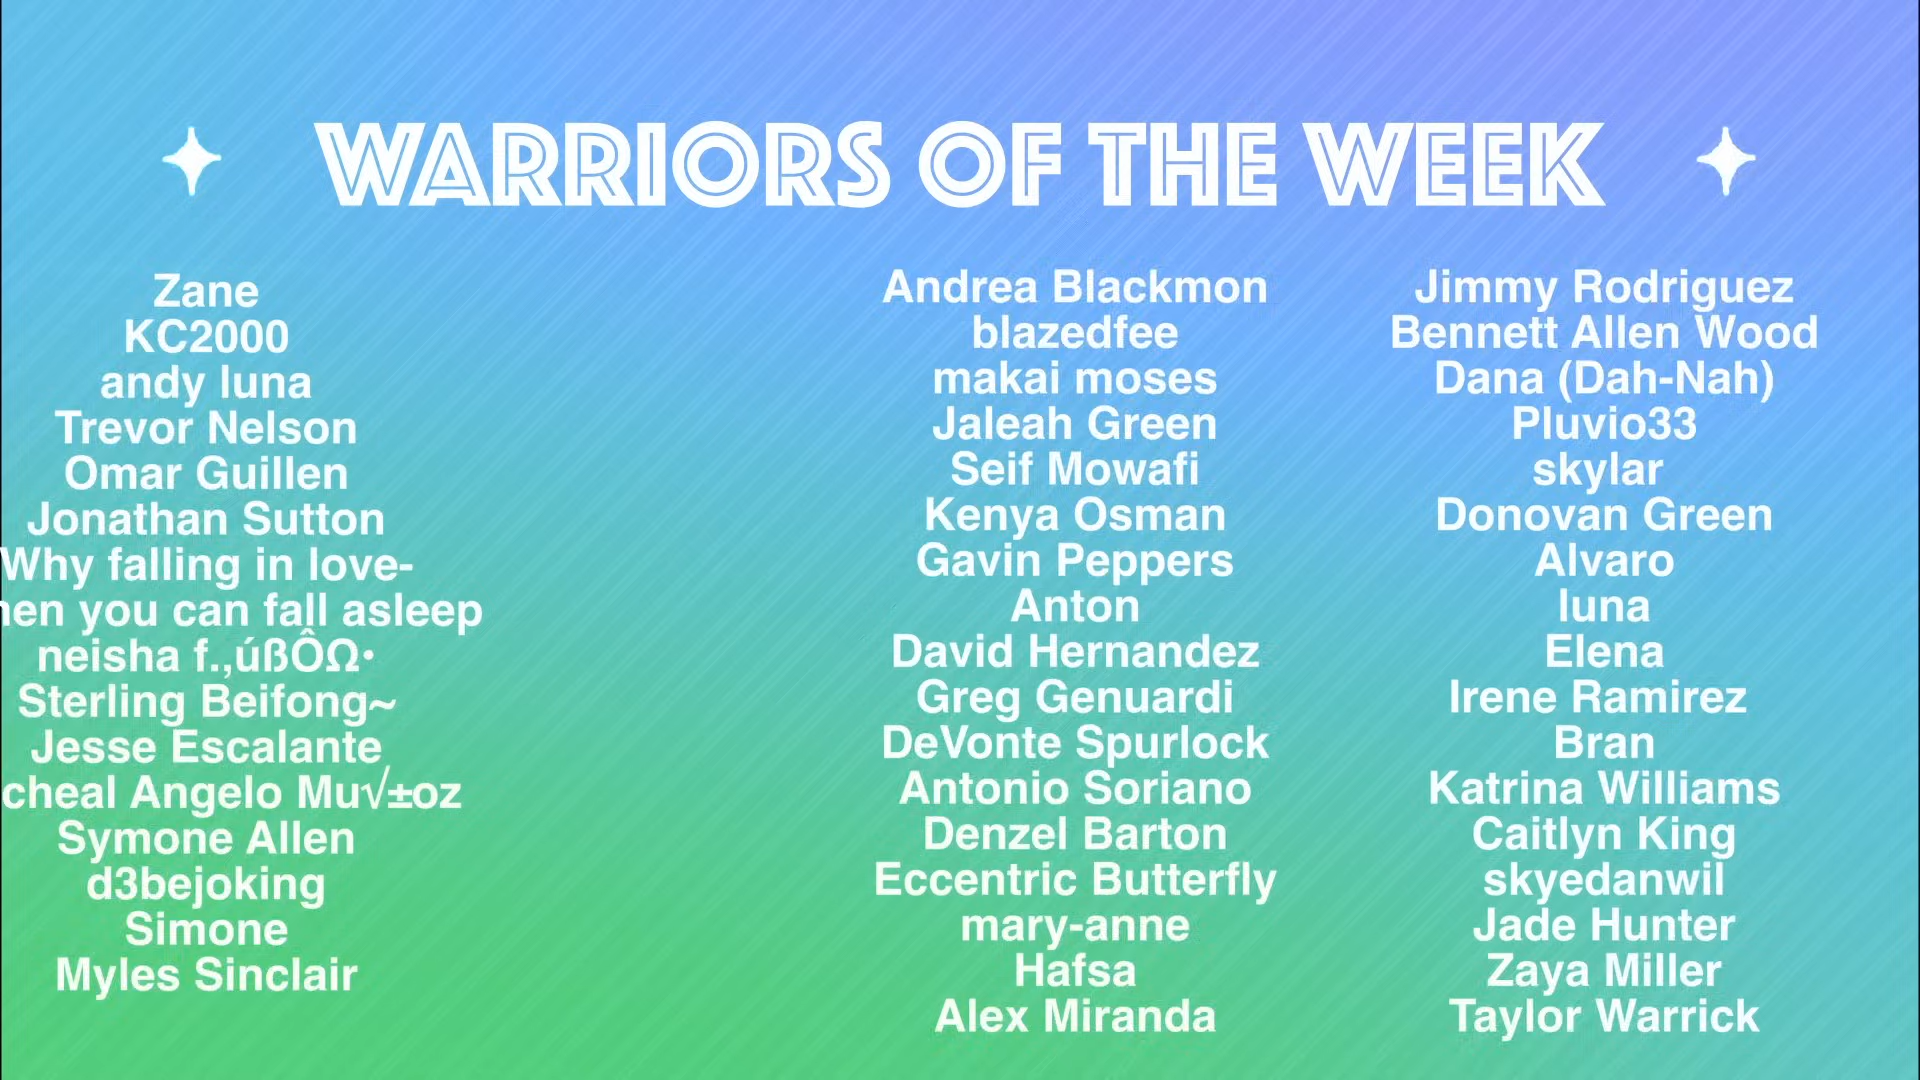 WARRIORS OF THE WEEK
Zane
KC2000
andy luna
Trevor Nelson
Omar Guillen
Jonathan Sutton
Why falling in love-
you can fall asleep
neisha f.,úßÔΩ•
Sterling Beifong~
Jesse Escalante
Angelo Mu√±oz
Symone Allen
d3bejoking
Simone
Myles Sinclair
Andrea Blackmon
blazedfee
makai moses
Jaleah Green
Seif Mowafi
Kenya Osman
Gavin Peppers
Anton
David Hernandez
Greg Genuardi
DeVonte Spurlock
Antonio Soriano
Denzel Barton
Eccentric Butterfly
mary-anne
Hafsa
Alex Miranda
Jimmy Rodriguez
Bennett Allen Wood
Dana (Dah-Nah)
Pluvio33
skylar
Donovan Green
Alvaro
luna
Elena
Irene Ramirez
Bran
Katrina Williams
Caitlyn King
skyedanwil
Jade Hunter
Zaya Miller
Taylor Warrick